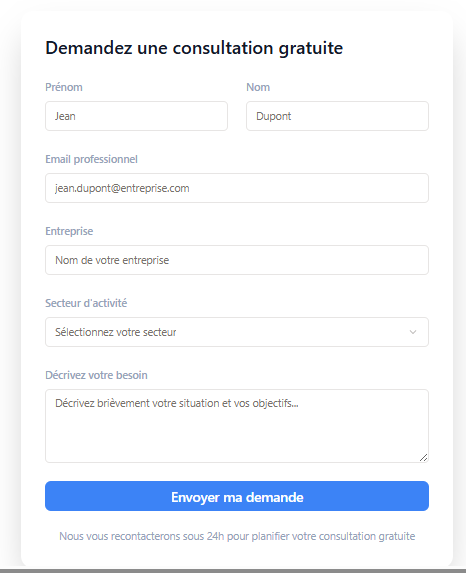 Demandez une consultation gratuite
Prénom Nom
Jean Dupont
Email professionnel
jean.dupont@entreprise.com
Entreprise
Nom de votre entreprise
Secteur d'activité
Sélectionnez votre secteur
Décrivez votre besoin
Décrivez brièvement votre situation et vos objectifs...
Envoyer ma demande
Nous vous recontacterons sous 24h pour planifier votre consultation gratuite